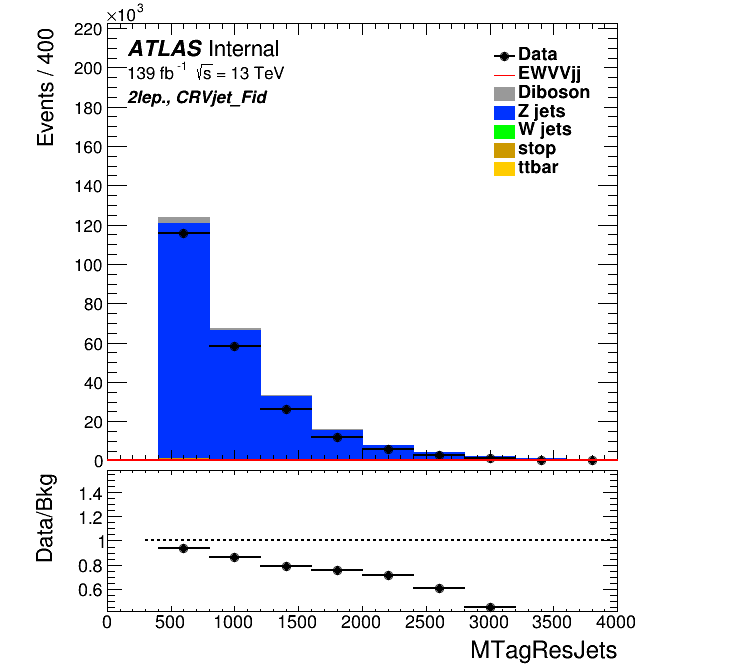 ×10³
Events / 400
220
200
180
160
140
120
100
80
60
40
20
0
ATLAS Internal
139 fb⁻¹ √s = 13 TeV
2lep., CRVjet_Fid
Data
EWVVjj
Diboson
Z jets
W jets
stop
ttbar
Data/Bkg
1.4
1.2
1
0.8
0.6
0 500 1000 1500 2000 2500 3000 3500 4000
MTagResJets